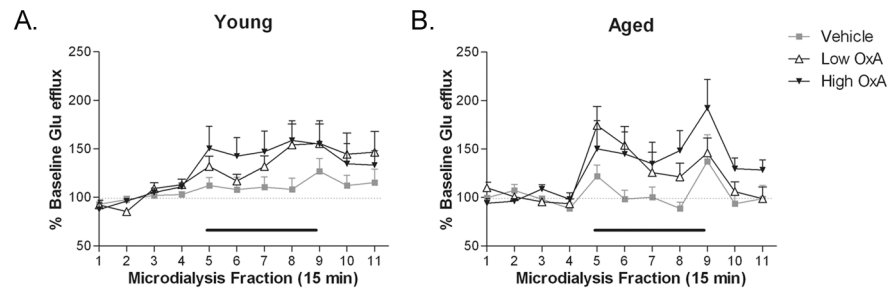 A.
Young
% Baseline Glu efflux
250
200
150
100
50
1 2 3 4 5 6 7 8 9 10 11
Microdialysis Fraction (15 min)
B.
Aged
% Baseline Glu efflux
250
200
150
100
50
1 2 3 4 5 6 7 8 9 10 11
Microdialysis Fraction (15 min)
Vehicle
Low OxA
High OxA